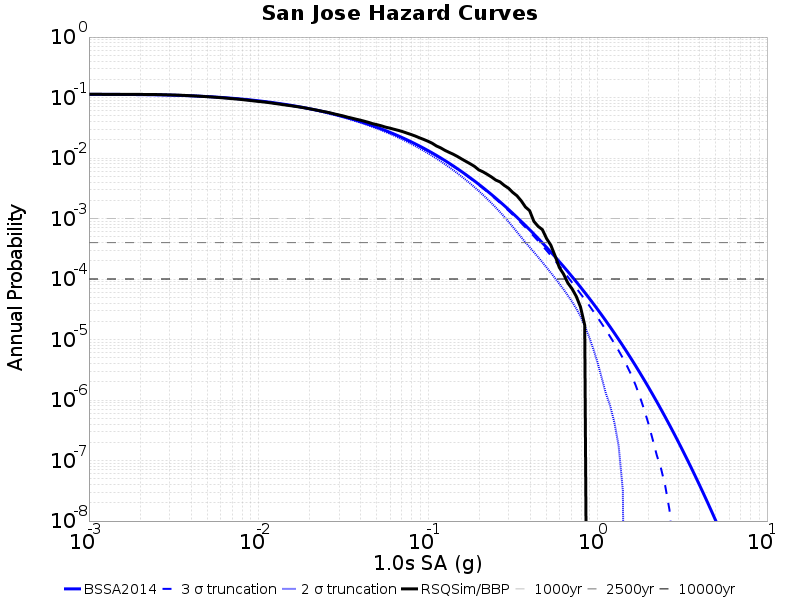 San Jose Hazard Curves
10^0
10^-1
10^-2
10^-3
10^-4
10^-5
10^-6
10^-7
10^-8
Annual Probability
10^-3 10^-2 10^-1 10^0 10^1
1.0s SA (g)
BSSA2014 3 σ truncation 2 σ truncation RSQSim/BBP 1000yr 2500yr 10000yr